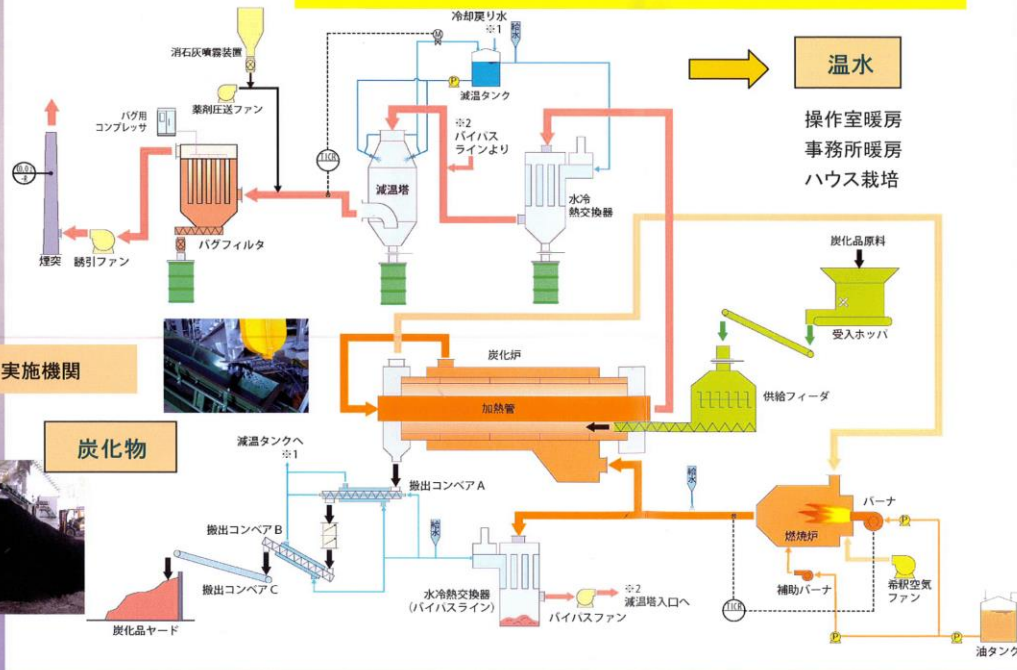 冷却戻り水
※1
給水
M
消石灰噴霧装置
P
減温タンク
温水
薬剤圧送ファン
バグ用
コンプレッサ
※2
バイパス
ラインより
操作室暖房
事務所暖房
ハウス栽培
TICR
減温塔
水冷
熱交換器
バグフィルタ
煙突
誘引ファン
炭化品原料
受入ホッパ
実施機関
炭化炉
加熱管
供給フィーダ
炭化物
減温タンクへ
※1
搬出コンベアA
給水
バーナ
搬出コンベアB
給水
燃焼炉
P
搬出コンベアC
水冷熱交換器
(バイパスライン)
※2
減温塔入口へ
バイパスファン
補助バーナ
希釈空気
ファン
TICR
炭化品ヤード
P
P
油タンク